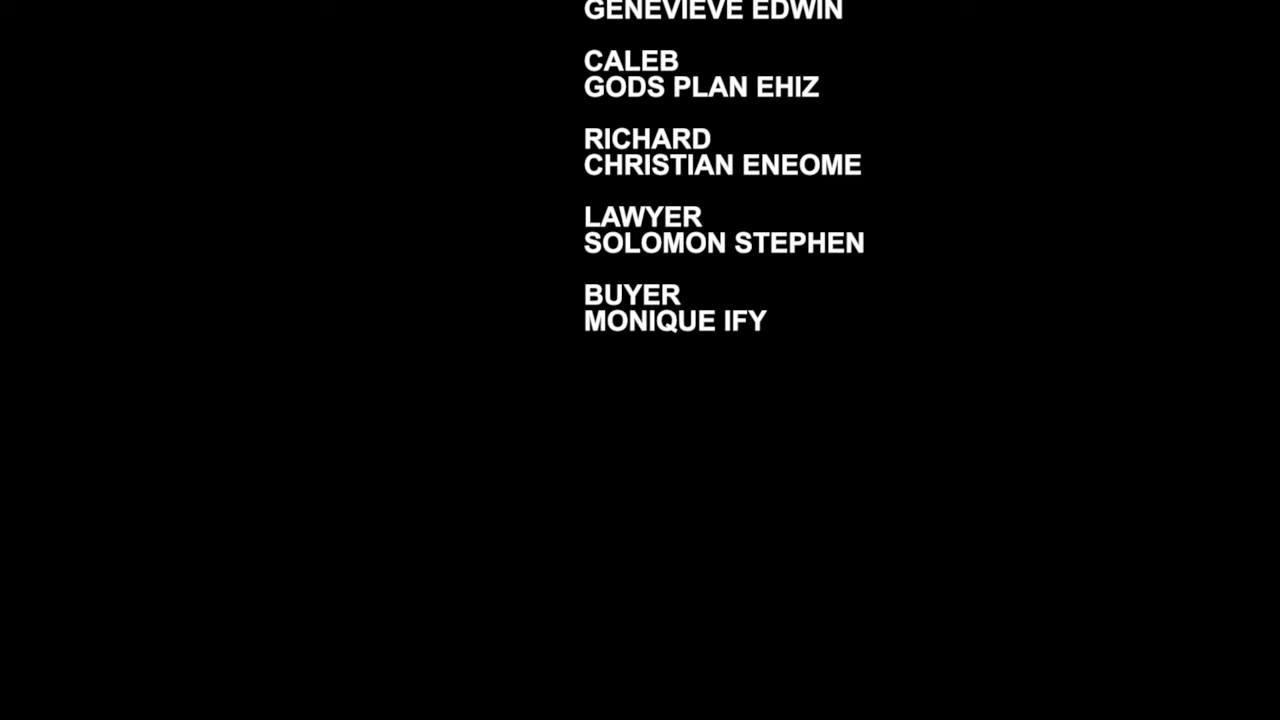 GENEVIEVE EDWIN
CALEB
GODS PLAN EHIZ
RICHARD
CHRISTIAN ENEOME
LAWYER
SOLOMON STEPHEN
BUYER
MONIQUE IFY